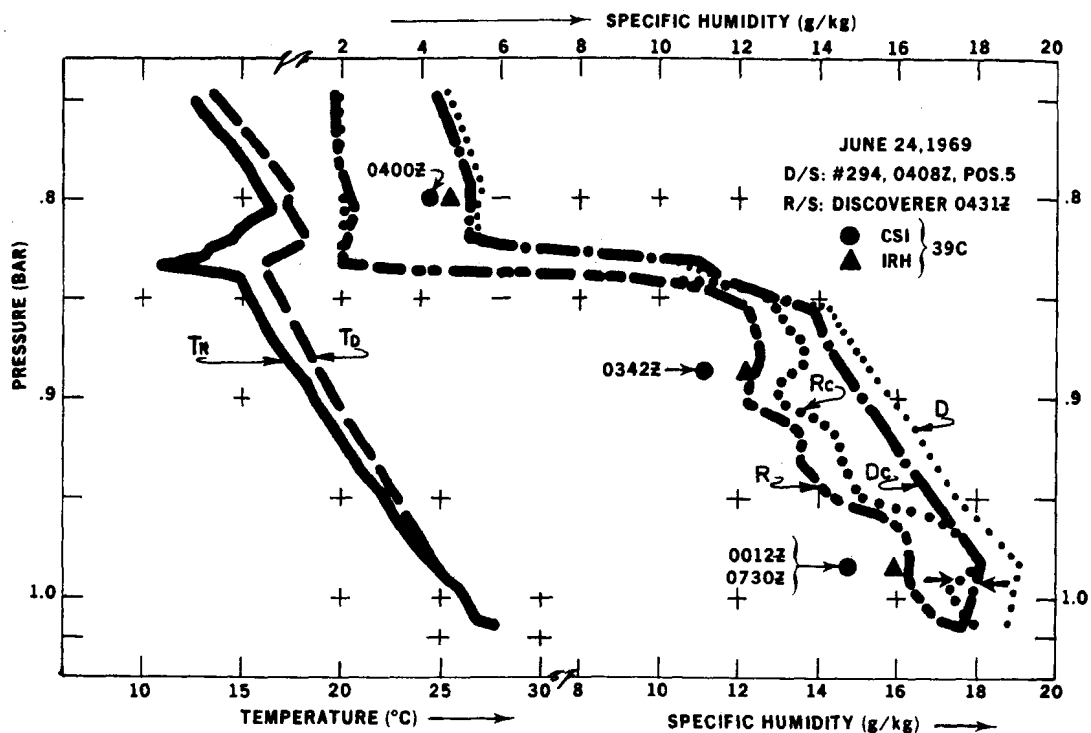 SPECIFIC HUMIDITY (g/kg)
2 4 6 8 10 12 14 16 18 20
JUNE 24,1969
D/S: #294, 0408Z, POS.5
R/S: DISCOVERER 0431Z
CSI
IRH
39C
0400Z
.8 .8
PRESSURE (BAR)
TR
TD
0342Z
Rc
D
.9 .9
R
Dc
0012Z
0730Z
1.0 1.0
10 15 20 25 30 8 10 12 14 16 18 20
TEMPERATURE (°C)
SPECIFIC HUMIDITY (g/kg)